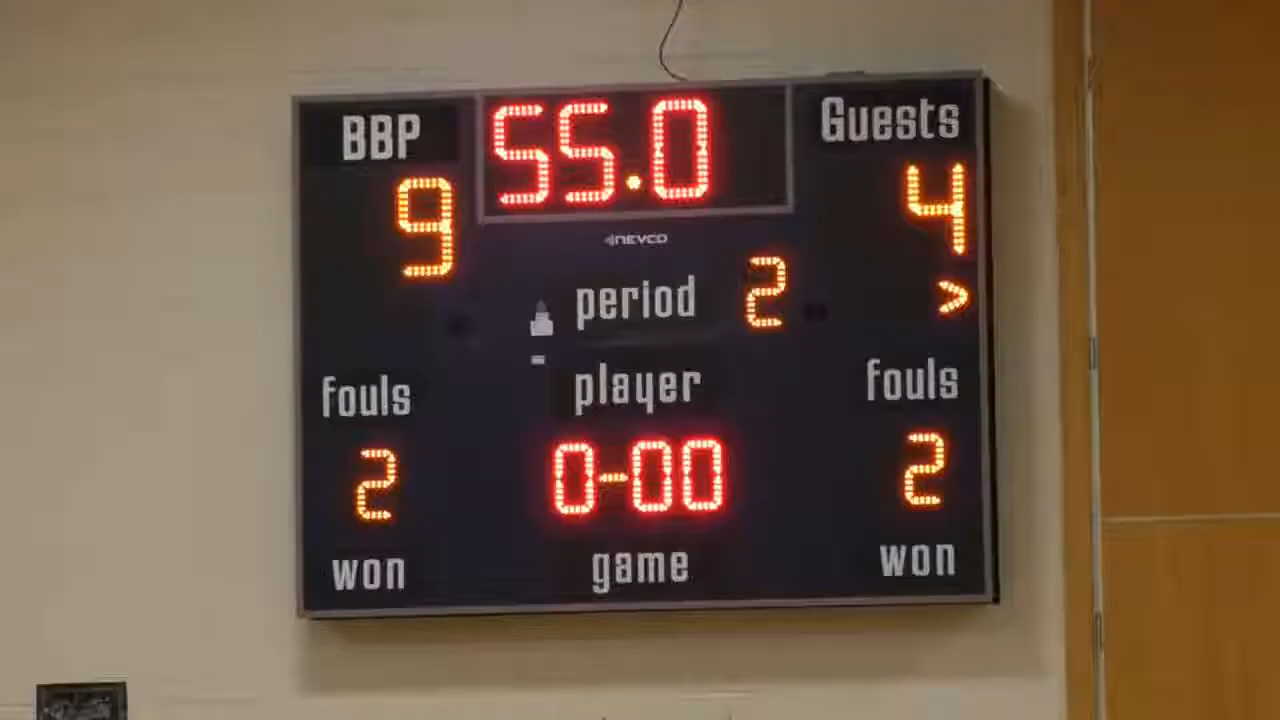 BBP
55.0
Guests
9
4
NEVCO
period 2
>
fouls
player
fouls
2
0-00
2
won
game
won